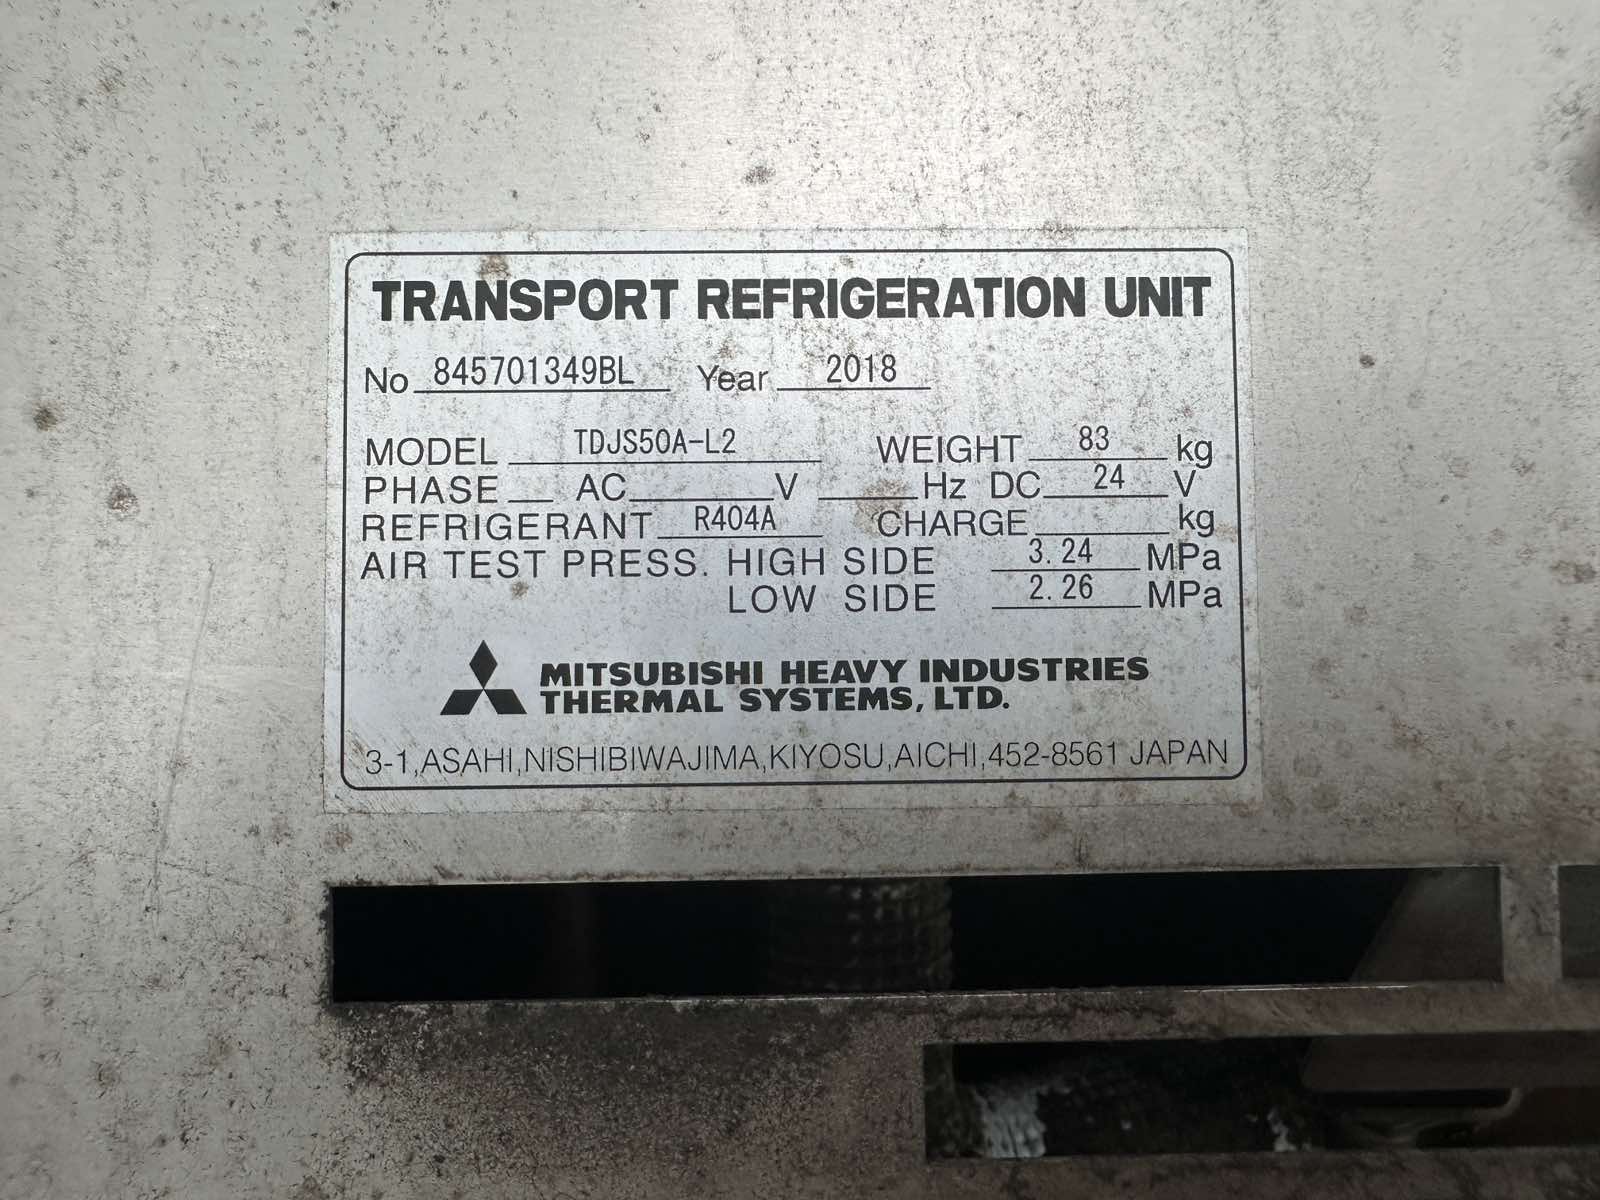 TRANSPORT REFRIGERATION UNIT
No 845701349BL Year 2018
MODEL TDJS50A-L2 WEIGHT 83 kg
PHASE AC V Hz DC 24 V
REFRIGERANT R404A CHARGE kg
AIR TEST PRESS. HIGH SIDE 3.24 MPa
LOW SIDE 2.26 MPa
MITSUBISHI HEAVY INDUSTRIES
THERMAL SYSTEMS, LTD.
3-1,ASAHI,NISHIBIWAJIMA,KIYOSU,AICHI,452-8561 JAPAN